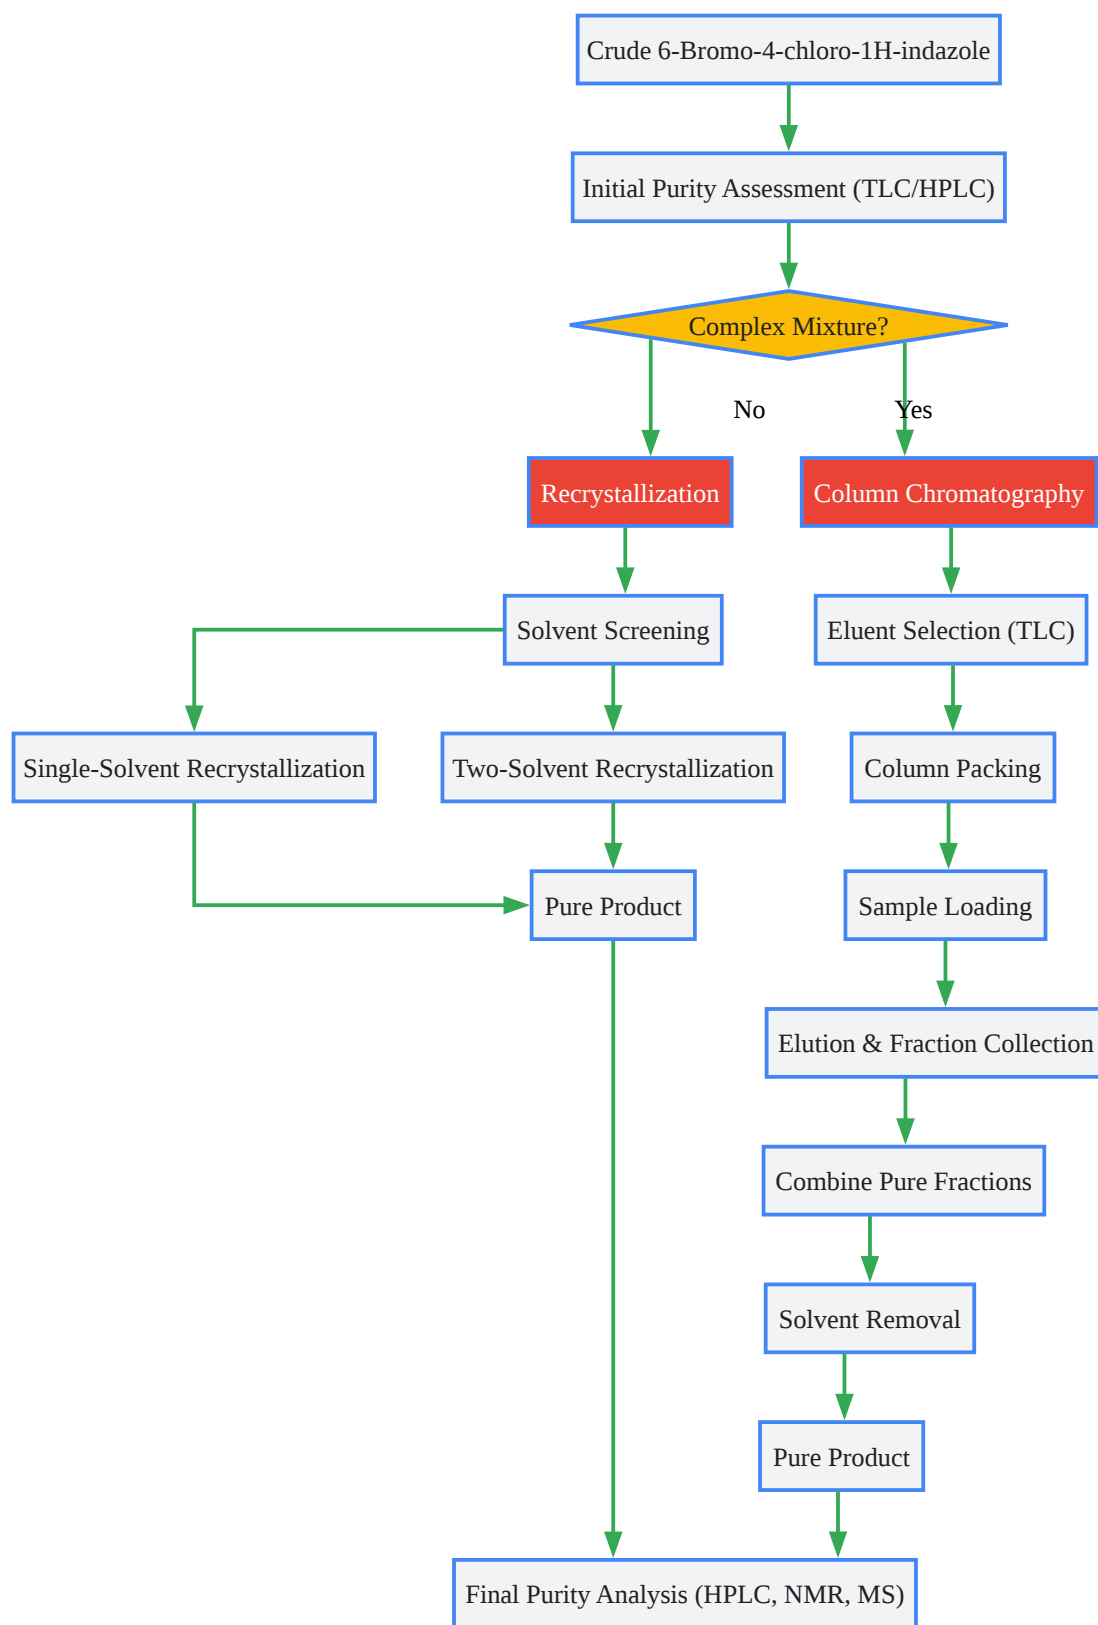 Crude 6-Bromo-4-chloro-1H-indazole
Initial Purity Assessment (TLC/HPLC)
Complex Mixture?
No
Yes
Recrystallization
Column Chromatography
Solvent Screening
Eluent Selection (TLC)
Single-Solvent Recrystallization
Two-Solvent Recrystallization
Column Packing
Pure Product
Sample Loading
Elution & Fraction Collection
Combine Pure Fractions
Solvent Removal
Pure Product
Final Purity Analysis (HPLC, NMR, MS)